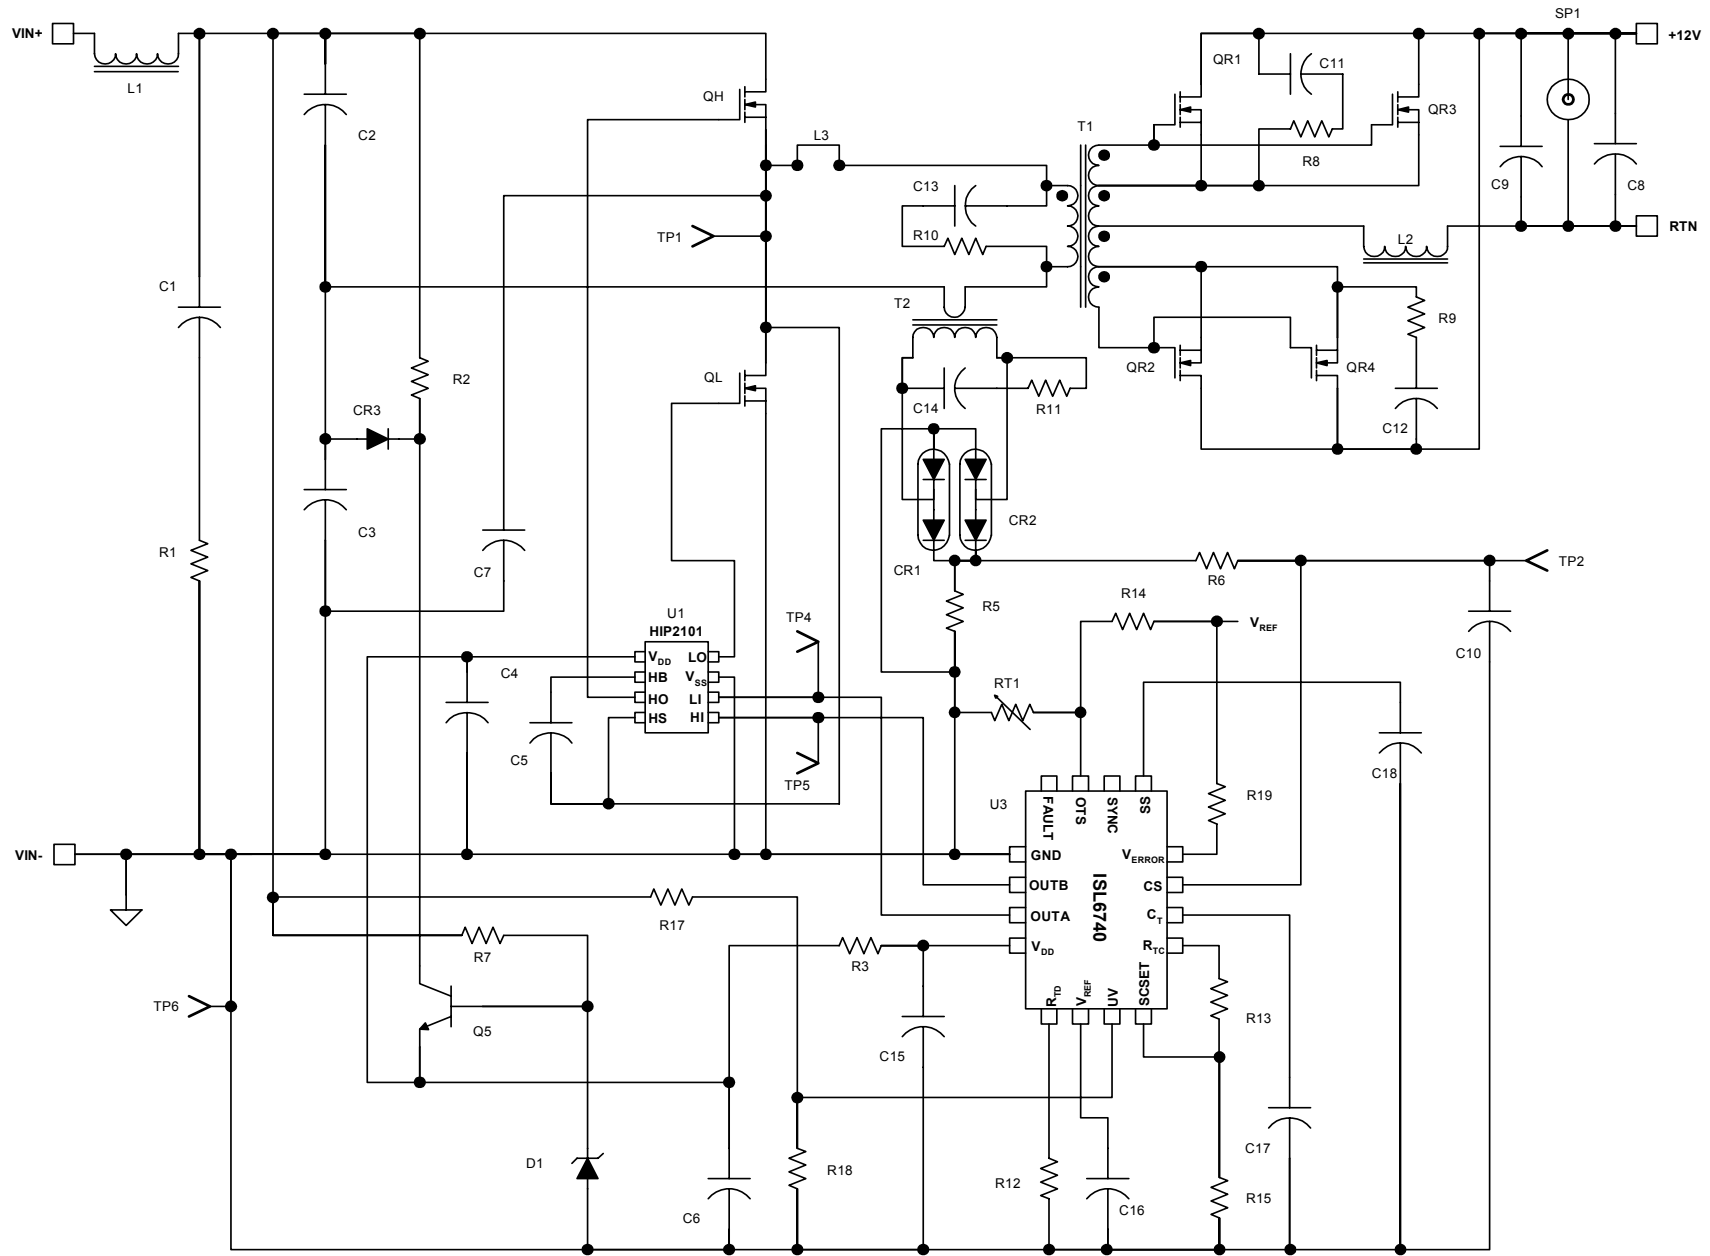 SP1
VIN+
+12V
QR1
C11
L1
QH
QR3
C2
L3
T1
R8
C9
C8
C13
TP1
R10
RTN
L2
C1
T2
R9
R2
QL
QR2
QR4
CR3
C14
R11
C12
CR2
C3
R1
C7
CR1
R6
TP2
R14
R5
U1
TP4
HIP2101
VREF
C10
VDD
LO
C4
HB
VSS
RT1
HO
LI
HS
HI
C5
TP5
C18
U3
R19
FAULT
OTS
SYNC
SS
VIN-
GND
VERROR
OUTB
CS
ISL6740
OUTA
CT
R17
VDD
RTC
R7
R3
RTD
VREF
UV
SCSET
TP6
Q5
R13
C15
C17
D1
R18
R12
C16
R15
C6